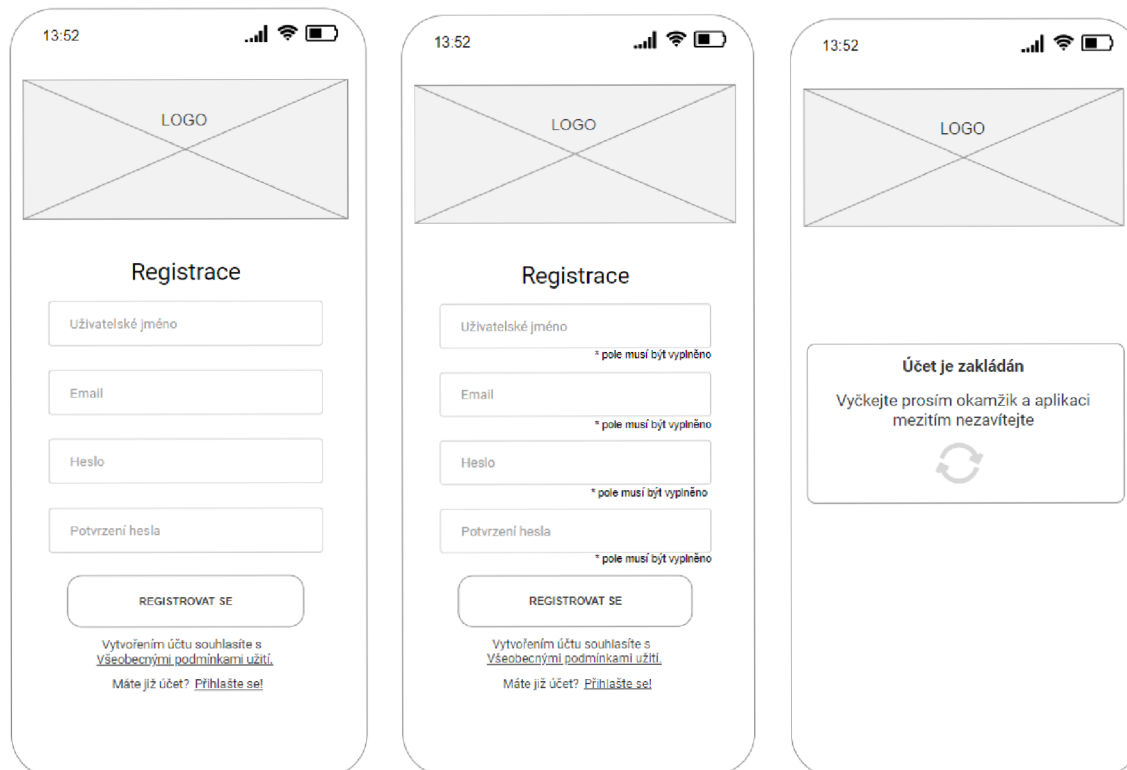 13:52
LOGO
Registrace
Uživatelské jméno
Email
Heslo
Potvrzení hesla
REGISTROVAT SE
Vytvořením účtu souhlasíte s
Všeobecnými podmínkami užití.
Máte již účet? Přihlašte se!
13:52
LOGO
Registrace
Uživatelské jméno
* pole musí být vyplněno
Email
* pole musí být vyplněno
Heslo
* pole musí být vyplněno
Potvrzení hesla
* pole musí být vyplněno
REGISTROVAT SE
Vytvořením účtu souhlasíte s
Všeobecnými podmínkami užití.
Máte již účet? Přihlašte se!
13:52
LOGO
Účet je zakládán
Vyčkejte prosím okamžik a aplikaci
mezitím nezavítejte